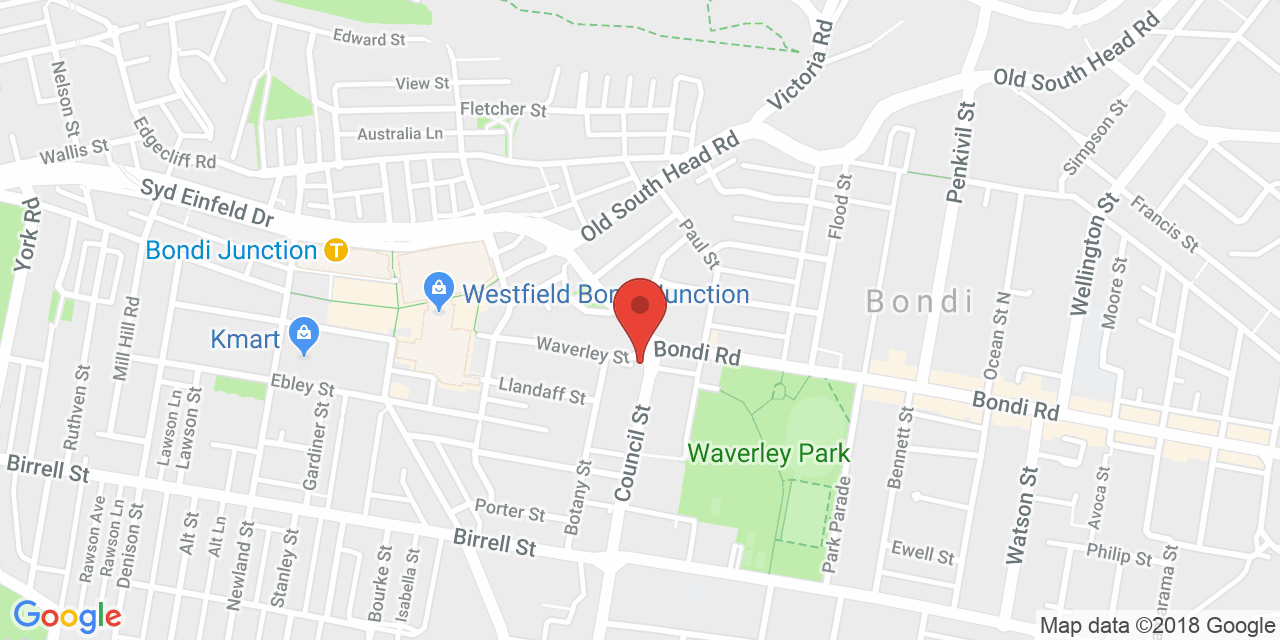 Edward St
Victoria Rd
Old South Head Rd
Nelson St
View St
Fletcher St
Simpson St
Australia Ln
Edgecliff Rd
Wallis St
Penkivil St
Old South Head Rd
Syd Einfeld Dr
Flood St
Francis St
York Rd
Paul St
Wellington St
Bondi Junction
T
Moore St
Westfield Bondi Junction
Bondi
Mill Hill Rd
Ocean St N
Kmart
Waverley St
Bondi Rd
Ebley St
Llandaff St
Bondi Rd
Ruthven St
Lawson Ln
Lawson St
Gardiner St
Council St
Waverley Park
Bennett St
Birrell St
Botany St
Avoca St
Watson St
Rawson Ave
Rawson Ln
Denison St
Alt St
Alt Ln
Newland St
Stanley St
Porter St
Park Parade
Birrell St
Bourke St
Isabella St
Ewell St
Philip St
arama St
Google
Map data ©2018 Google